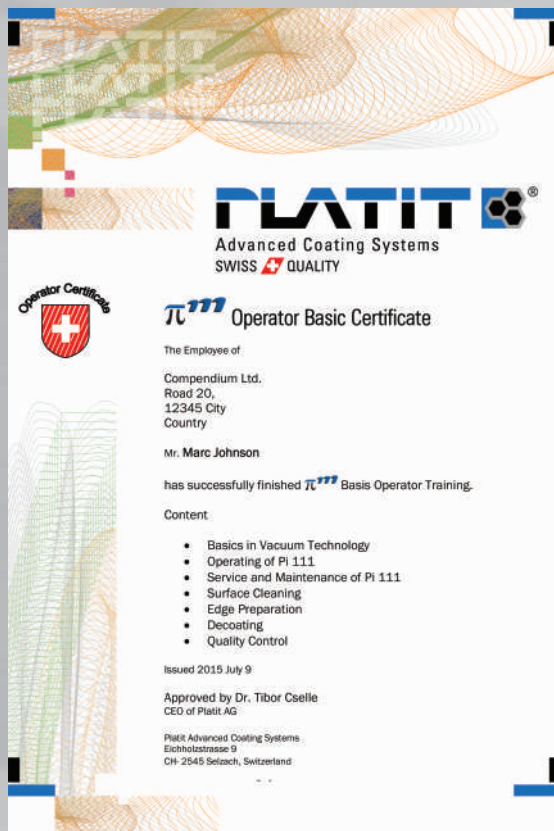 PLATIT
PLATIT
PLATIT
PLATIT ®
Advanced Coating Systems
SWISS QUALITY
Operator Certificate
π111 Operator Basic Certificate
The Employee of
Compendium Ltd.
Road 20,
12345 City
Country
Mr. Marc Johnson
has successfully finished π111 Basis Operator Training.
Content
• Basics in Vacuum Technology
• Operating of Pi 111
• Service and Maintenance of Pi 111
• Surface Cleaning
• Edge Preparation
• Decoating
• Quality Control
Issued 2015 July 9
Approved by Dr. Tibor Cselle
CEO of Platit AG
Platit Advanced Coating Systems
Eichholzstrasse 9
CH- 2545 Selzach, Switzerland